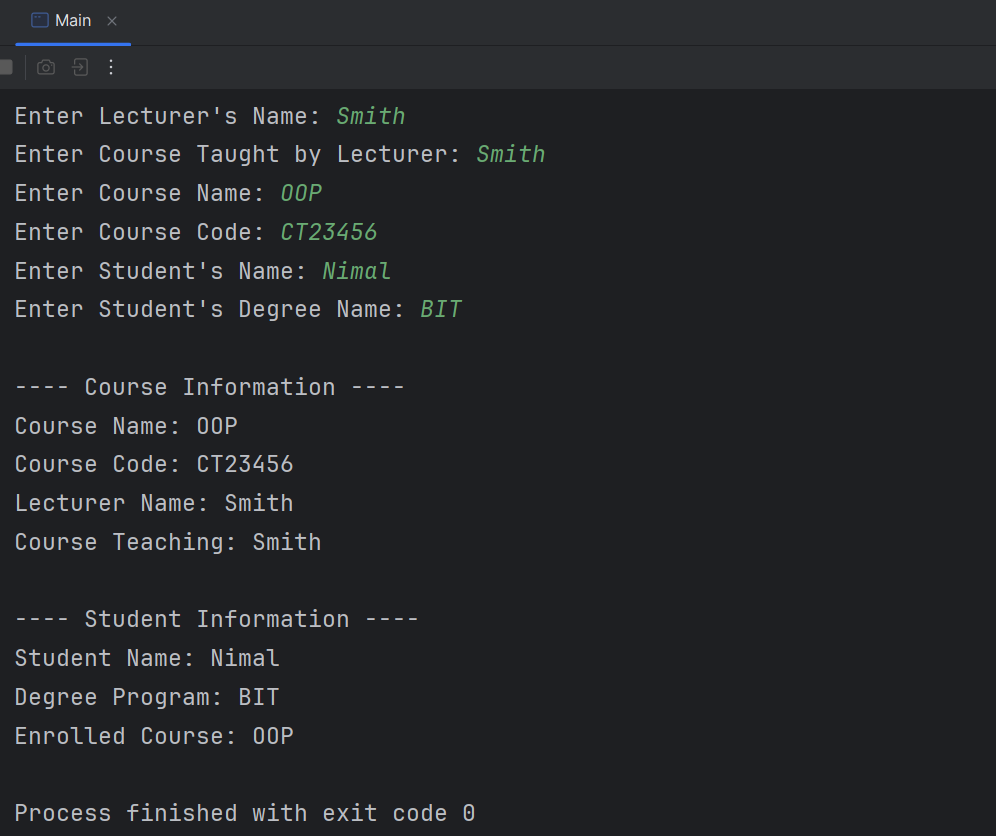 Main
Enter Lecturer's Name: Smith
Enter Course Taught by Lecturer: Smith
Enter Course Name: OOP
Enter Course Code: CT23456
Enter Student's Name: Nimal
Enter Student's Degree Name: BIT
---- Course Information ----
Course Name: OOP
Course Code: CT23456
Lecturer Name: Smith
Course Teaching: Smith
---- Student Information ----
Student Name: Nimal
Degree Program: BIT
Enrolled Course: OOP
Process finished with exit code 0